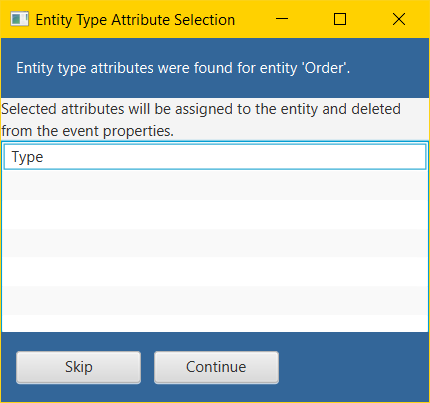 Entity Type Attribute Selection
Entity type attributes were found for entity 'Order'.
Selected attributes will be assigned to the entity and deleted
from the event properties.
Type
Skip
Continue